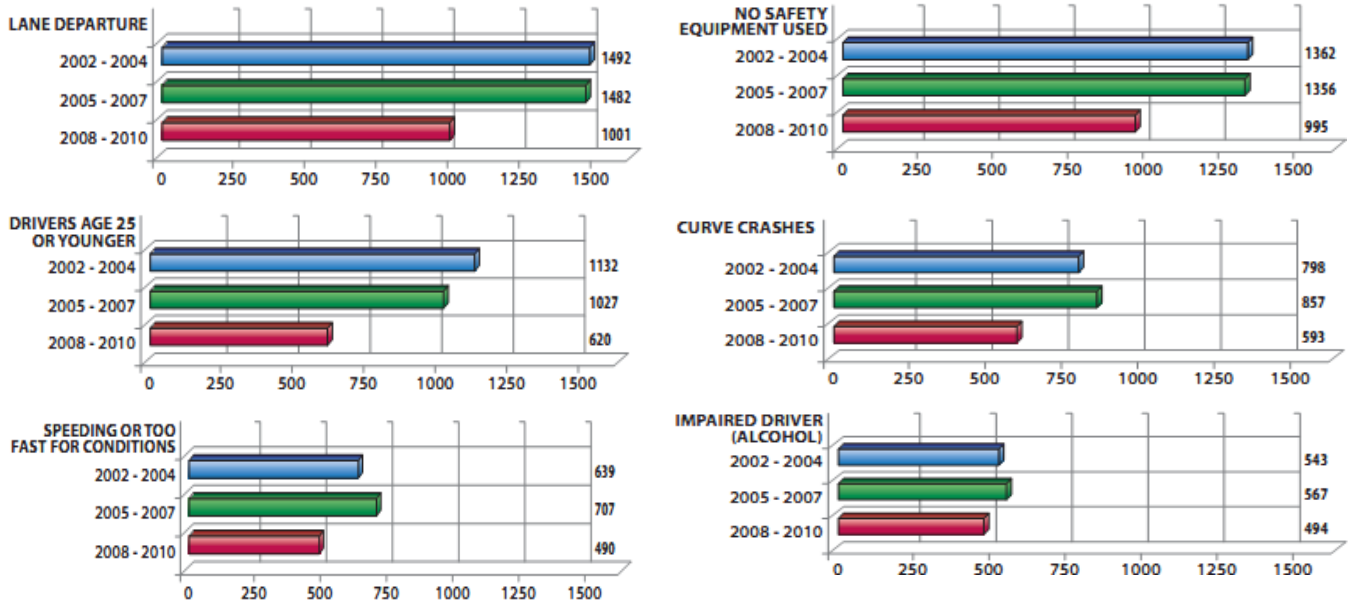 LANE DEPARTURE
2002 - 2004
1492
2005 - 2007
1482
2008 - 2010
1001
0 250 500 750 1000 1250 1500
NO SAFETY
EQUIPMENT USED
2002 - 2004
1362
2005 - 2007
1356
2008 - 2010
995
0 250 500 750 1000 1250 1500
DRIVERS AGE 25
OR YOUNGER
2002 - 2004
1132
2005 - 2007
1027
2008 - 2010
620
0 250 500 750 1000 1250 1500
CURVE CRASHES
2002 - 2004
798
2005 - 2007
857
2008 - 2010
593
0 250 500 750 1000 1250 1500
SPEEDING OR TOO
FAST FOR CONDITIONS
2002 - 2004
639
2005 - 2007
707
2008 - 2010
490
0 250 500 750 1000 1250 1500
IMPAIRED DRIVER
(ALCOHOL)
2002 - 2004
543
2005 - 2007
567
2008 - 2010
494
0 250 500 750 1000 1250 1500